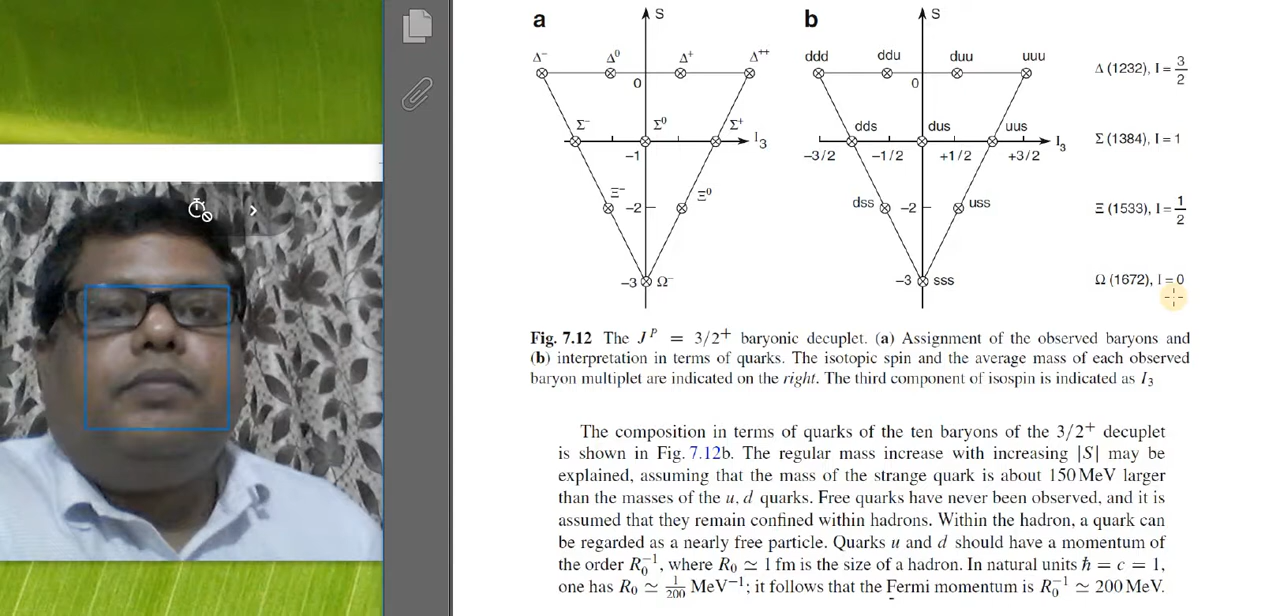 a
S
b
S
Δ⁻ Δ⁰ Δ⁺ Δ⁺⁺
ddd ddu duu uuu
Δ (1232), I = 3/2
0
0
Σ⁻ Σ⁰ Σ⁺
dds dus uus
Σ (1384), I = 1
I₃
I₃
−1
−3/2 −1/2 +1/2 +3/2
Ξ⁻ Ξ⁰
−2
dss −2 uss
Ξ (1533), I = 1/2
−3 Ω⁻
−3 sss
Ω (1672), I = 0
Fig. 7.12 The Jᴾ = 3/2⁺ baryonic decuplet. (a) Assignment of the observed baryons and
(b) interpretation in terms of quarks. The isotopic spin and the average mass of each observed
baryon multiplet are indicated on the right. The third component of isospin is indicated as I₃
The composition in terms of quarks of the ten baryons of the 3/2⁺ decuplet
is shown in Fig. 7.12b. The regular mass increase with increasing |S| may be
explained, assuming that the mass of the strange quark is about 150 MeV larger
than the masses of the u, d quarks. Free quarks have never been observed, and it is
assumed that they remain confined within hadrons. Within the hadron, a quark can
be regarded as a nearly free particle. Quarks u and d should have a momentum of
the order R₀⁻¹, where R₀ ≃ 1 fm is the size of a hadron. In natural units ħ = c = 1,
one has R₀ ≃ 1/200 MeV⁻¹; it follows that the Fermi momentum is R₀⁻¹ ≃ 200 MeV.